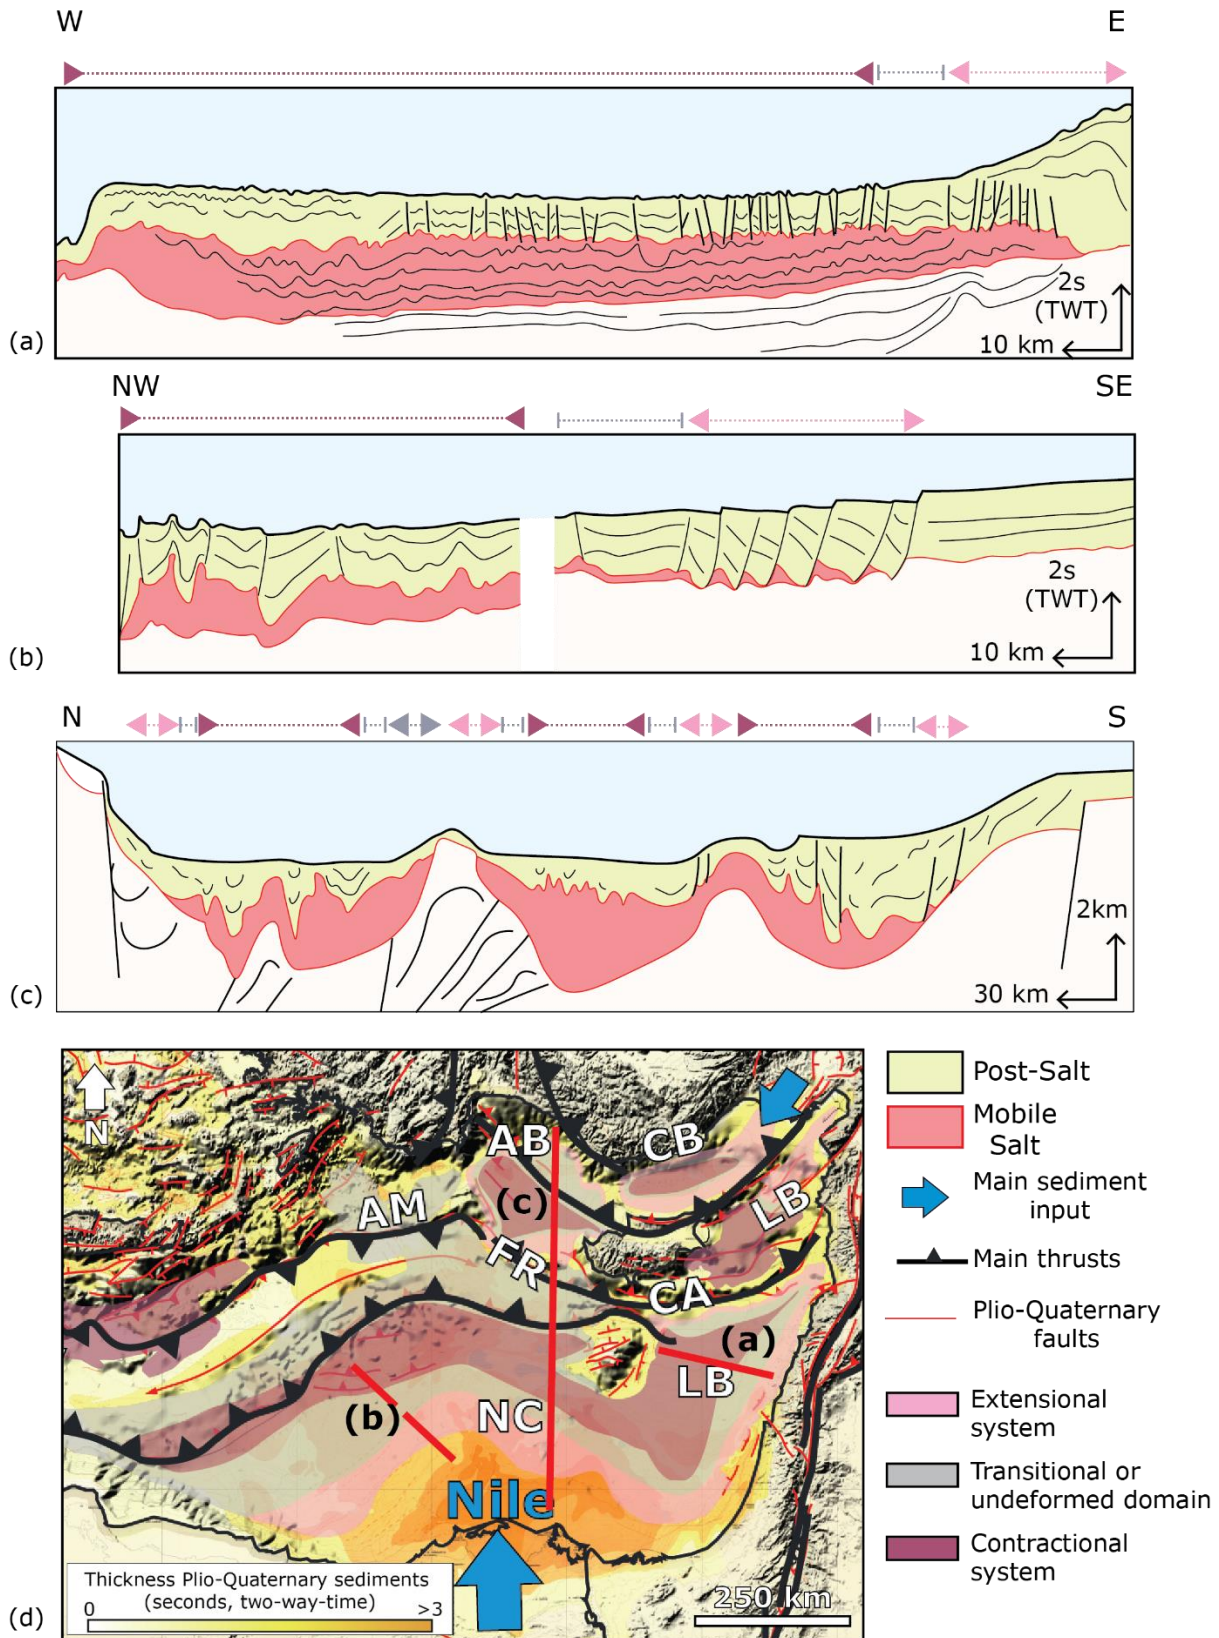 W
E
2s
(TWT)
10 km
(a)
NW
SE
2s
(TWT)
10 km
(b)
N
S
2km
30 km
(c)
N
AB
CB
(c)
AM
LB
FR
CA
(a)
LB
NC
(b)
Nile
Thickness Plio-Quaternary sediments
(seconds, two-way-time)
0
>3
250 km
(d)
Post-Salt
Mobile
Salt
Main sediment
input
Main thrusts
Plio-Quaternary
faults
Extensional
system
Transitional or
undeformed domain
Contractional
system